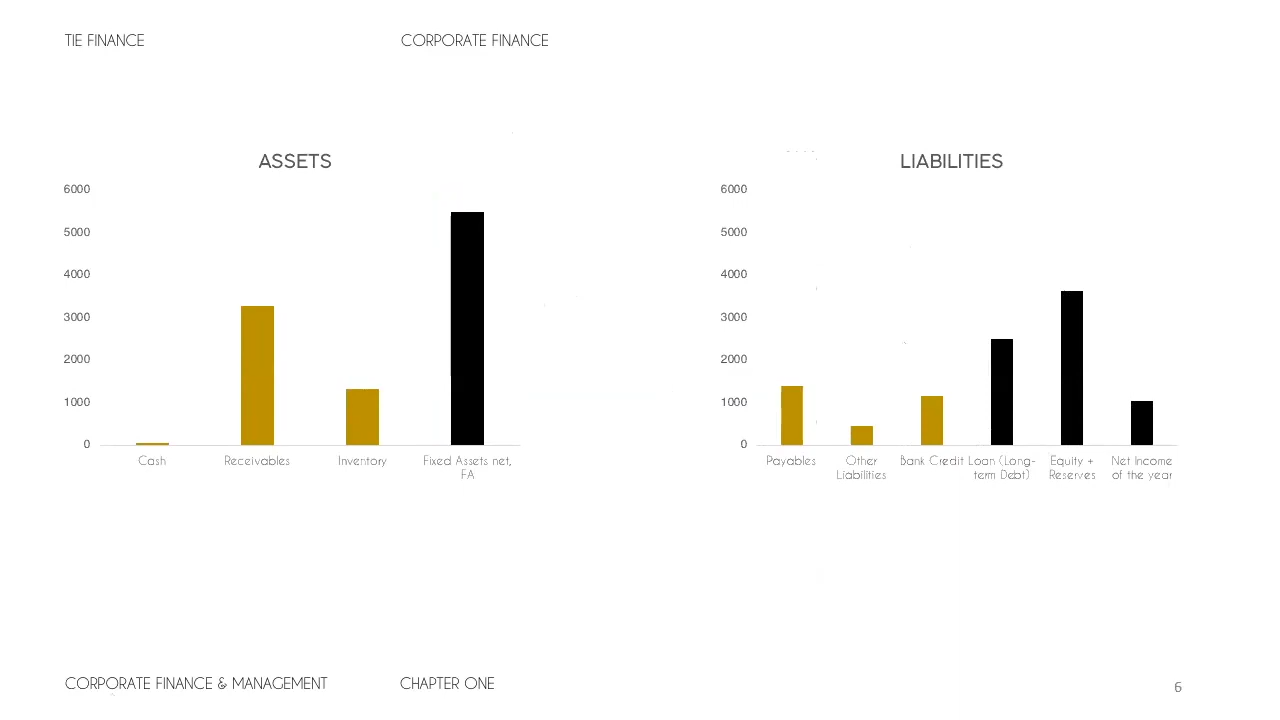 TIE FINANCE
CORPORATE FINANCE
ASSETS
6000
5000
4000
3000
2000
1000
0
Cash
Receivables
Inventory
Fixed Assets net,
FA
LIABILITIES
6000
5000
4000
3000
2000
1000
0
Payables
Other
Liabilities
Bank Credit
Loan (Long-
term Debt)
Equity +
Reserves
Net Income
of the year
CORPORATE FINANCE & MANAGEMENT
CHAPTER ONE
6